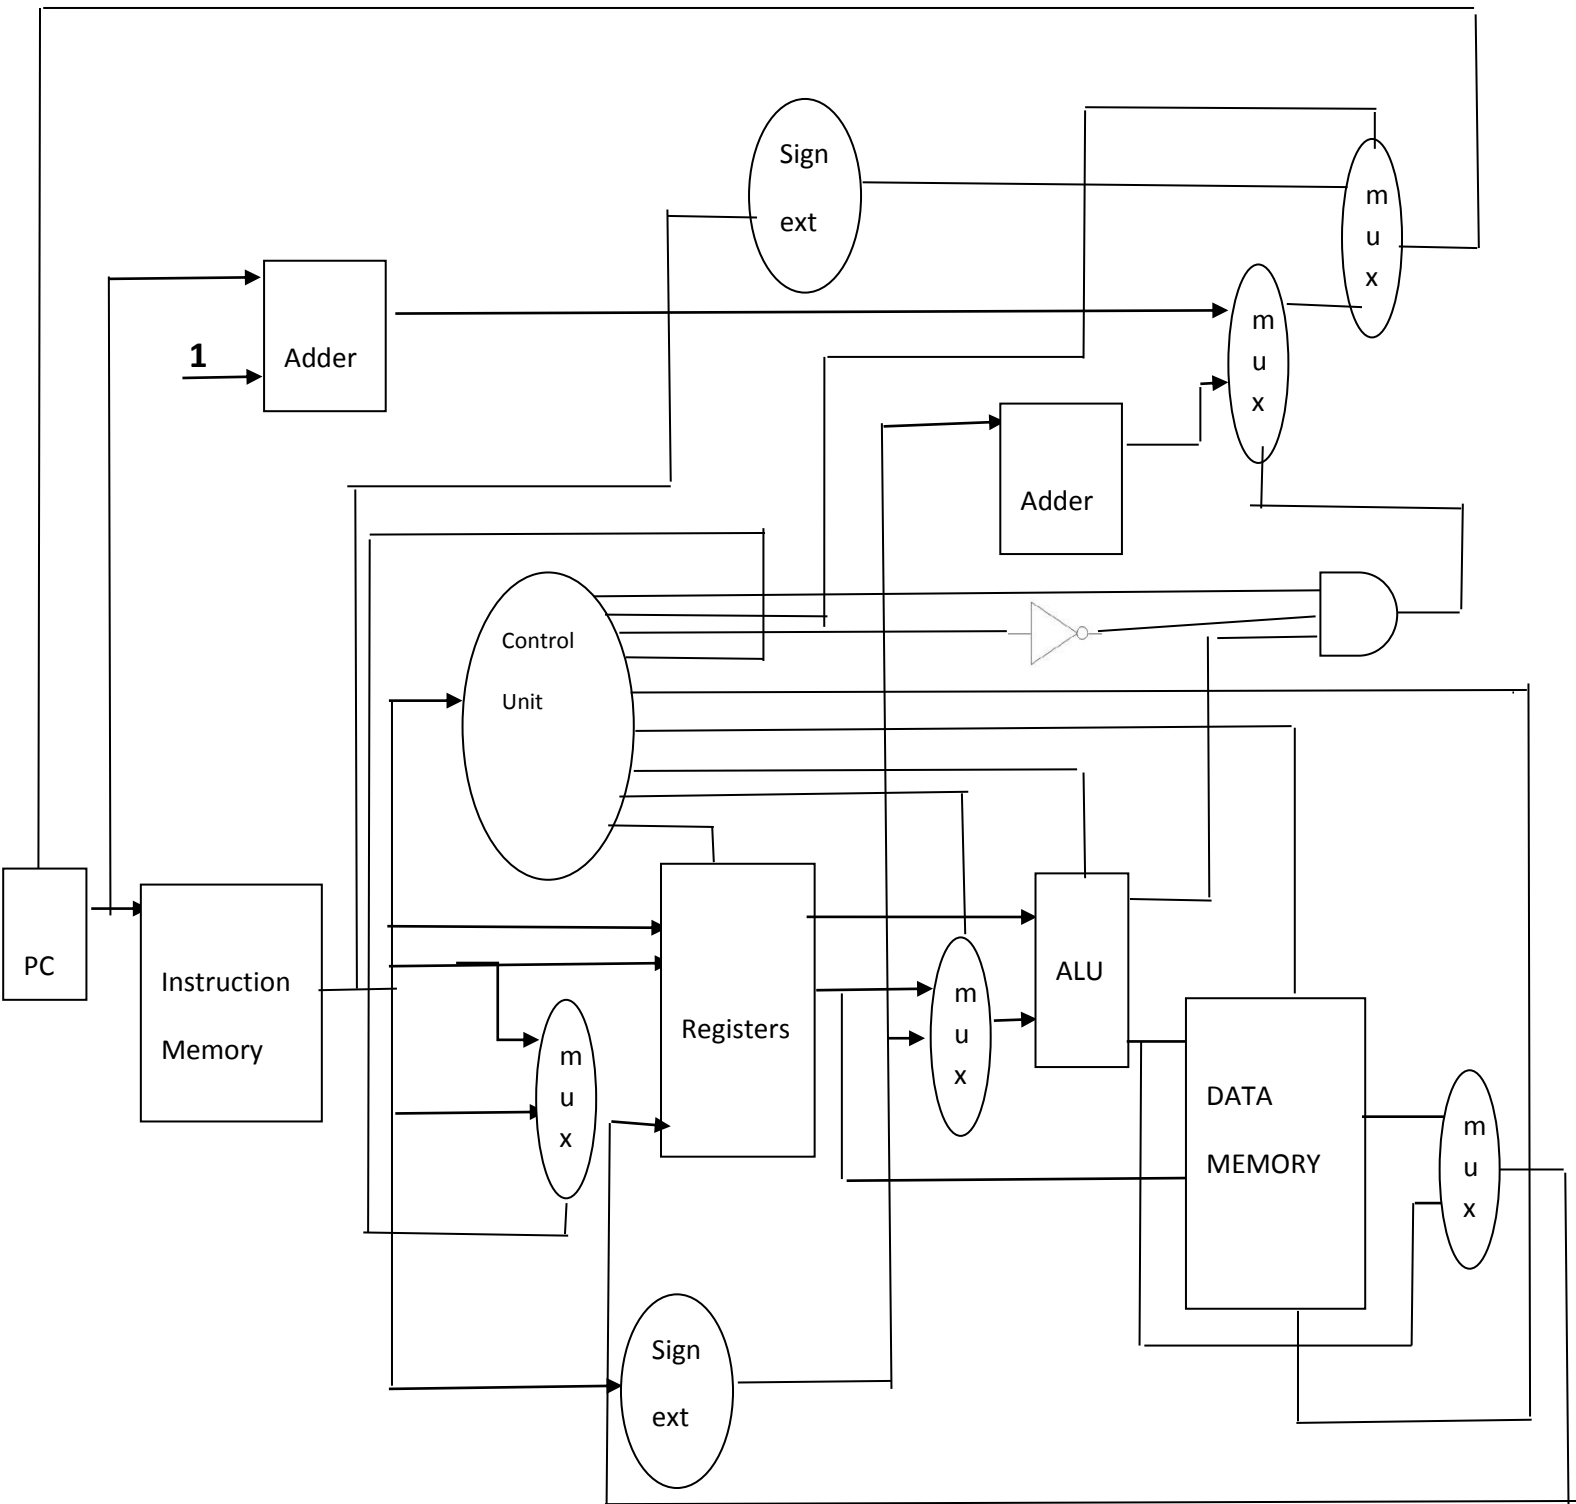 Sign
ext
m
u
x
1
Adder
m
u
x
Adder
Control
Unit
PC
Instruction
Memory
Registers
m
u
x
m
u
x
ALU
DATA
MEMORY
m
u
x
Sign
ext